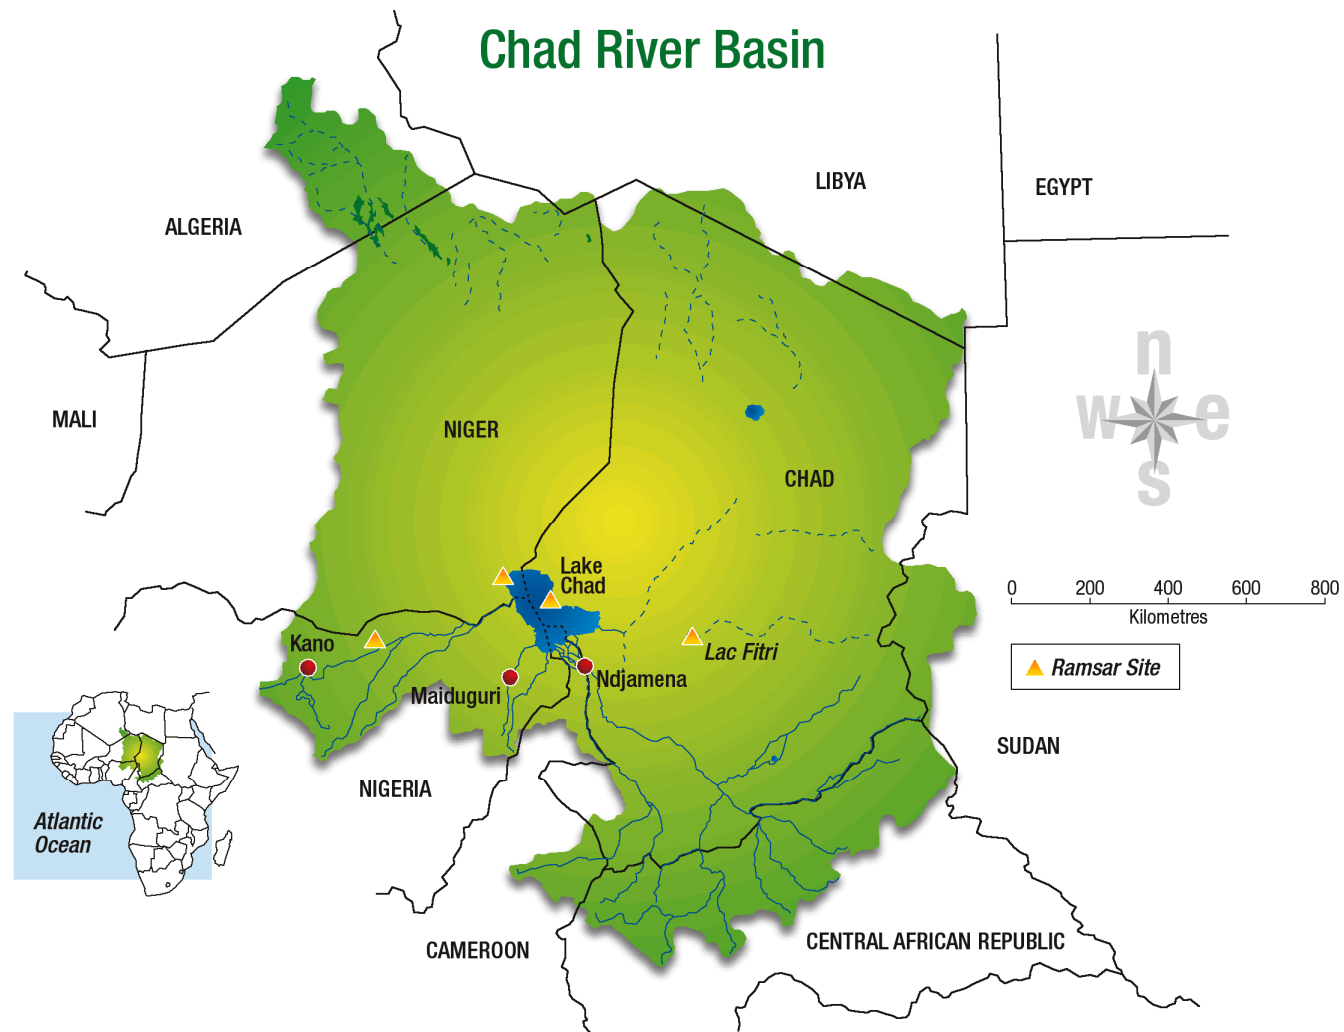 Chad River Basin
LIBYA
EGYPT
ALGERIA
n
w
e
s
MALI
NIGER
CHAD
Lake
Chad
0
200
400
600
800
Kilometres
Kano
Lac Fitri
Ramsar Site
Ndjamena
Maiduguri
SUDAN
NIGERIA
Atlantic
Ocean
CAMEROON
CENTRAL AFRICAN REPUBLIC